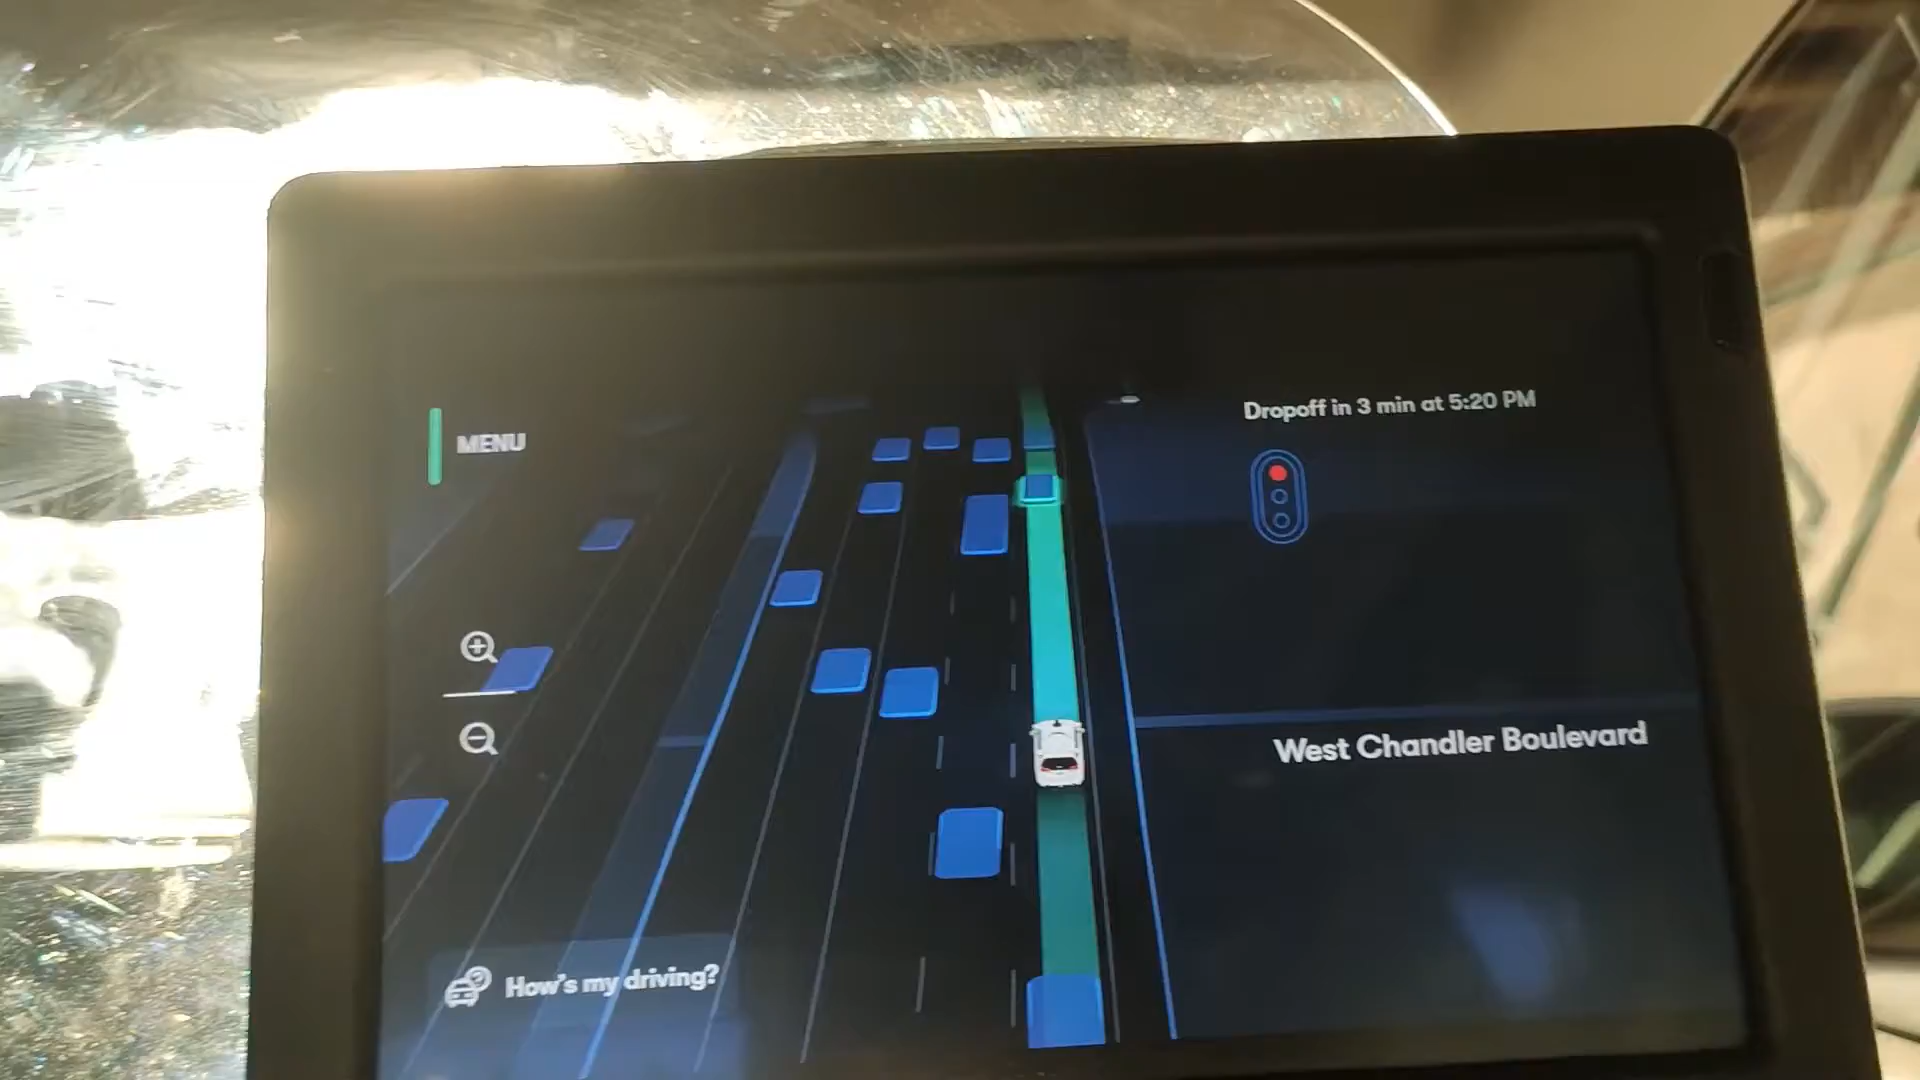 Dropoff in 3 min at 5:20 PM
MENU
West Chandler Boulevard
How's my driving?